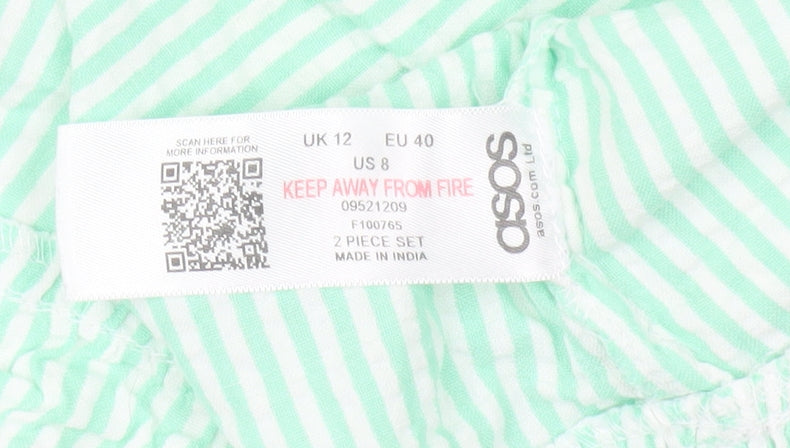 SCAN HERE FOR
MORE INFORMATION
UK 12 EU 40
US 8
KEEP AWAY FROM FIRE
09521209
F100765
2 PIECE SET
MADE IN INDIA
asos
asos.com Ltd